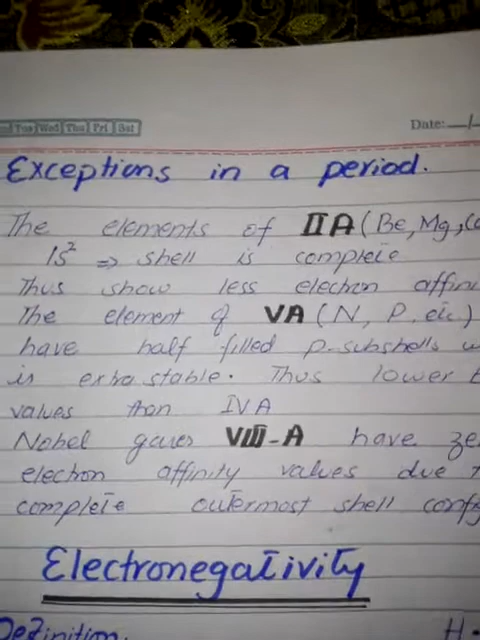 Tue Wed Thu Fri Sat
Date:
Exceptions in a period.
The elements of IIA (Be, Mg,
1s² ⇒ shell is complete
Thus show less electron
The element of VA (N, P, etc)
have half filled p-subshells
is extra stable. Thus lower
values than IVA
Nobel gases VIII-A have
electron affinity values due
complete outermost shell
Electronegativity
Definition.
H-